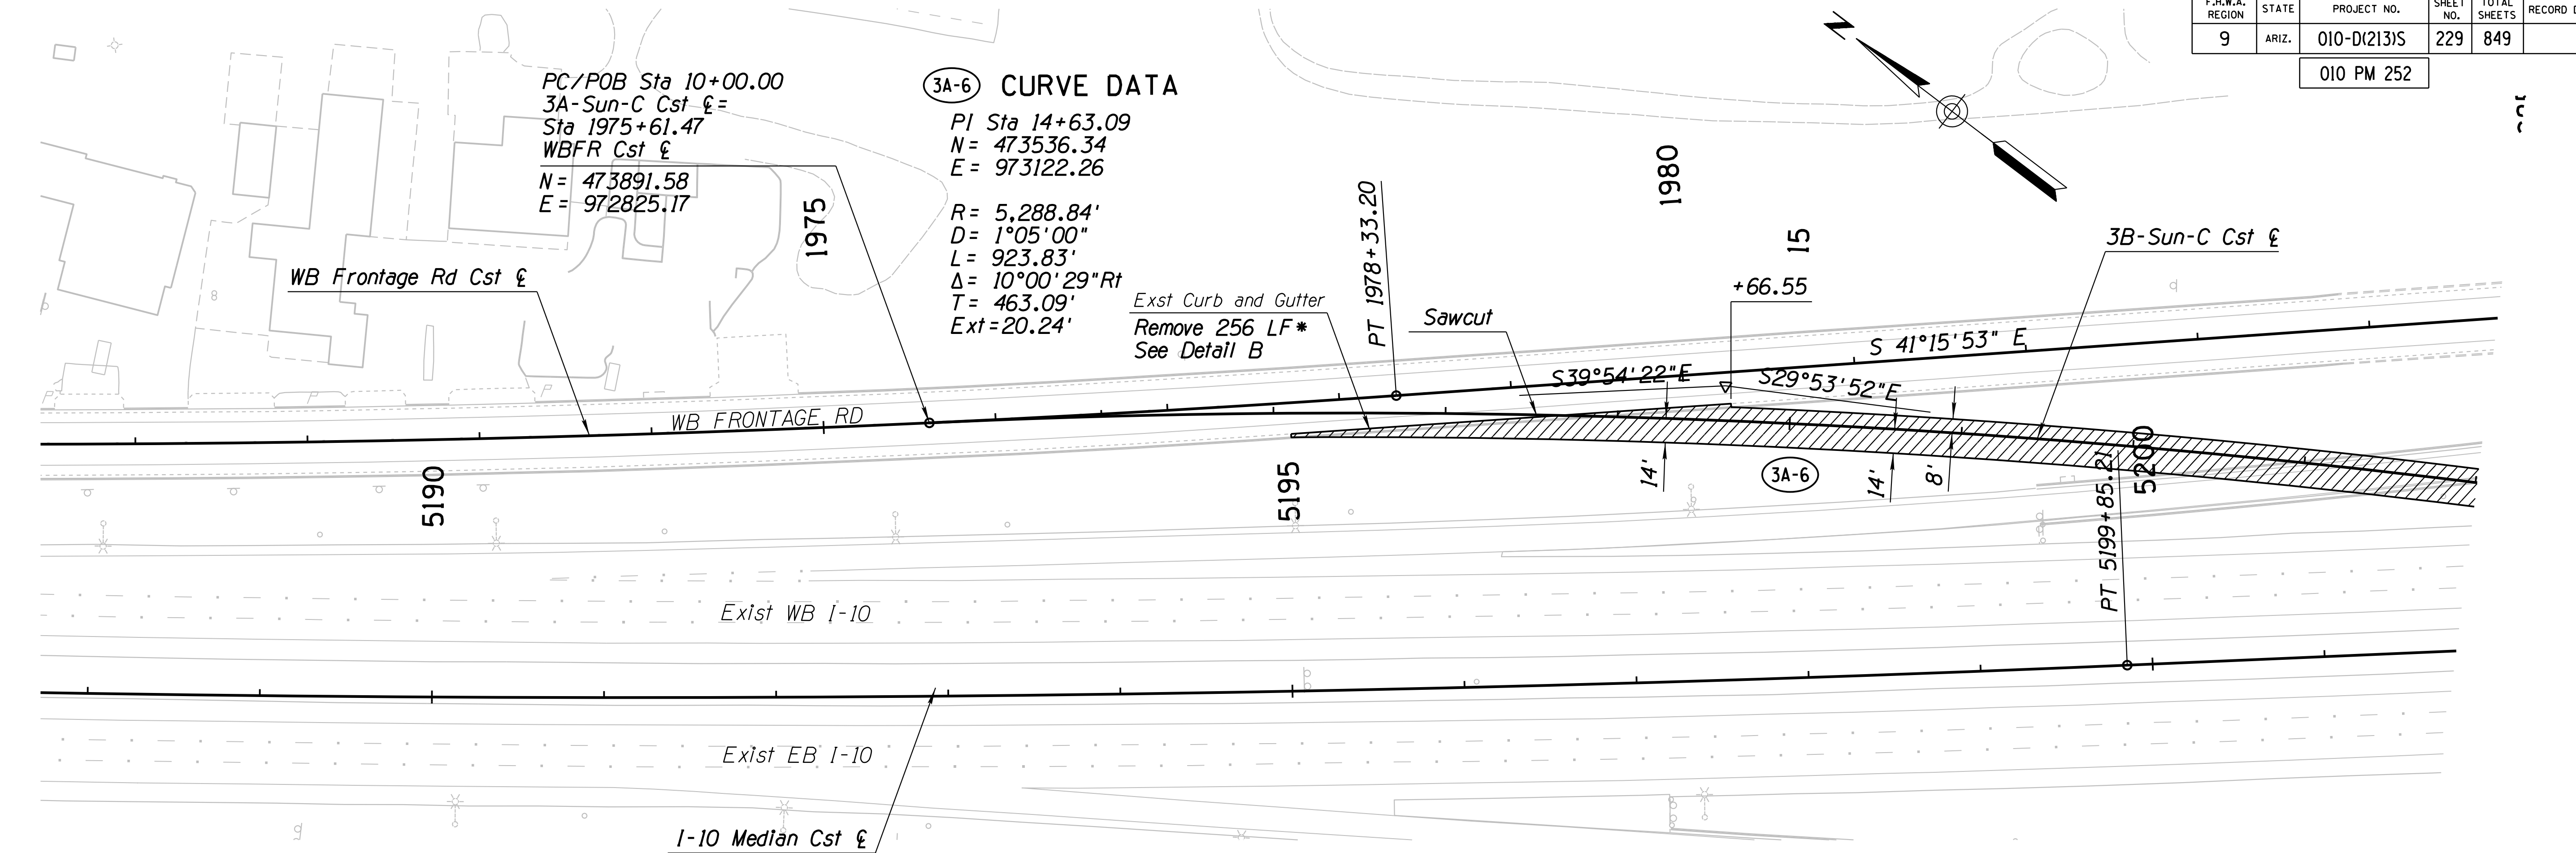 F.H.W.A. REGION
STATE
PROJECT NO.
SHEET NO.
TOTAL SHEETS
9
ARIZ.
010-D(213)S
229
849
010 PM 252
PC/POB Sta 10+00.00
3A-Sun-C Cst ℄=
Sta 1975+61.47
WBFR Cst ℄
N= 473891.58
E= 972825.17
3A-6 CURVE DATA
PI Sta 14+63.09
N= 473536.34
E= 973122.26
R= 5,288.84'
D= 1°05'00"
L= 923.83'
Δ= 10°00'29"Rt
T= 463.09'
Ext=20.24'
1975
1980
15
PT 1978+33.20
WB Frontage Rd Cst ℄
Exst Curb and Gutter
Remove 256 LF*
See Detail B
Sawcut
+66.55
3B-Sun-C Cst ℄
S 41°15'53" E
S39°54'22"E
S29°53'52"E
WB FRONTAGE RD
14'
3A-6
14'
8'
5190
5195
5200
PT 5199+85.21
Exist WB I-10
Exist EB I-10
I-10 Median Cst ℄